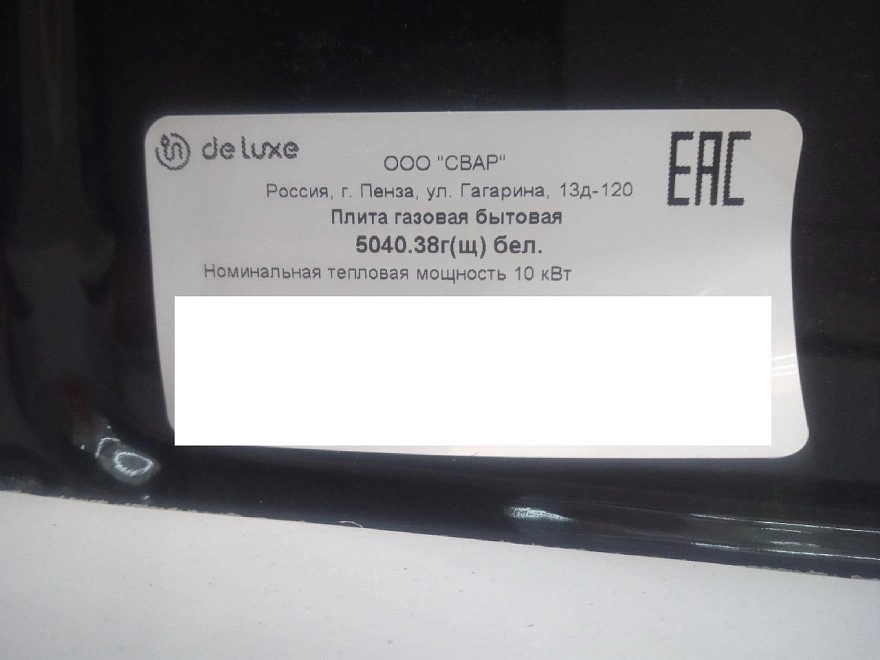 de luxe
ООО "СВАР"
EAC
Россия, г. Пенза, ул. Гагарина, 13д-120
Плита газовая бытовая
5040.38г(щ) бел.
Номинальная тепловая мощность 10 кВт